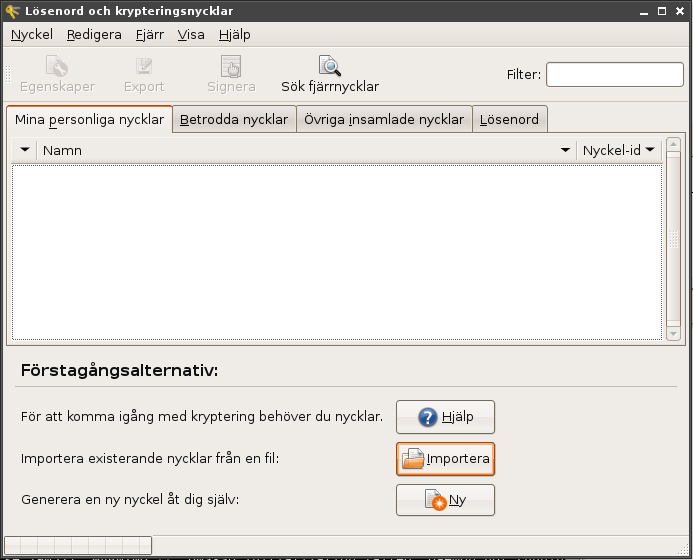 Lösenord och krypteringsnycklar
Nyckel Redigera Fjärr Visa Hjälp
Egenskaper Export Signera Sök fjärrnycklar Filter:
Mina personliga nycklar Betrodda nycklar Övriga insamlade nycklar Lösenord
Namn Nyckel-id
Förstagångsalternativ:
För att komma igång med kryptering behöver du nycklar. Hjälp
Importera existerande nycklar från en fil: Importera
Generera en ny nyckel åt dig själv: Ny